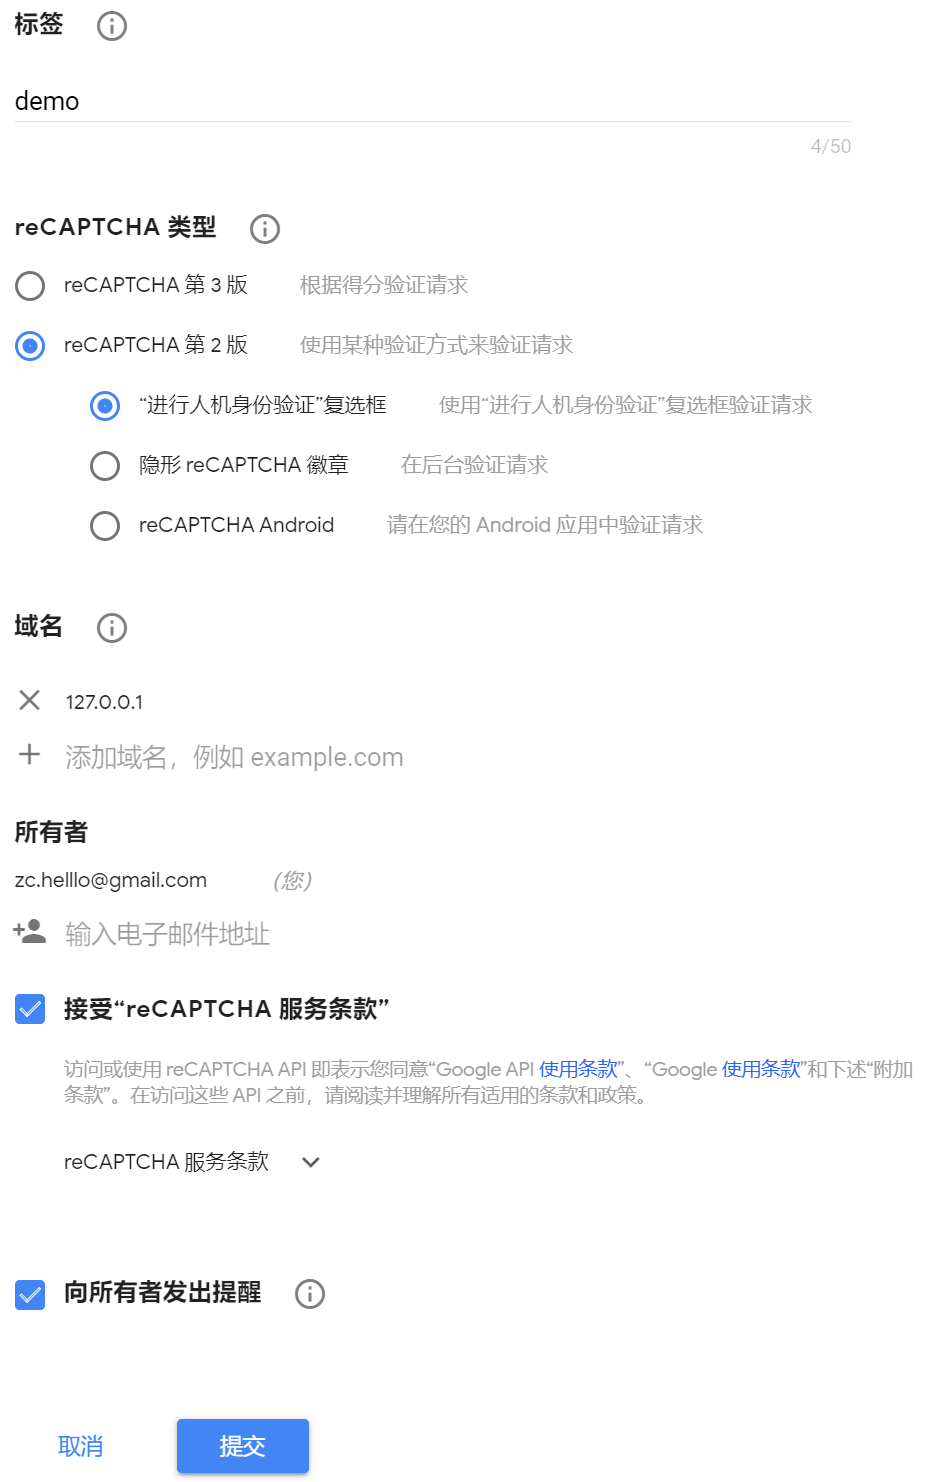 标签
demo
4/50
reCAPTCHA 类型
reCAPTCHA 第 3 版 根据得分验证请求
reCAPTCHA 第 2 版 使用某种验证方式来验证请求
“进行人机身份验证”复选框 使用“进行人机身份验证”复选框验证请求
隐形 reCAPTCHA 徽章 在后台验证请求
reCAPTCHA Android 请在您的 Android 应用中验证请求
域名
127.0.0.1
添加域名，例如 example.com
所有者
zc.helllo@gmail.com (您)
输入电子邮件地址
接受“reCAPTCHA 服务条款”
访问或使用 reCAPTCHA API 即表示您同意“Google API 使用条款”、“Google 使用条款”和下述“附加
条款”。在访问这些 API 之前，请阅读并理解所有适用的条款和政策。
reCAPTCHA 服务条款
向所有者发出提醒
取消 提交